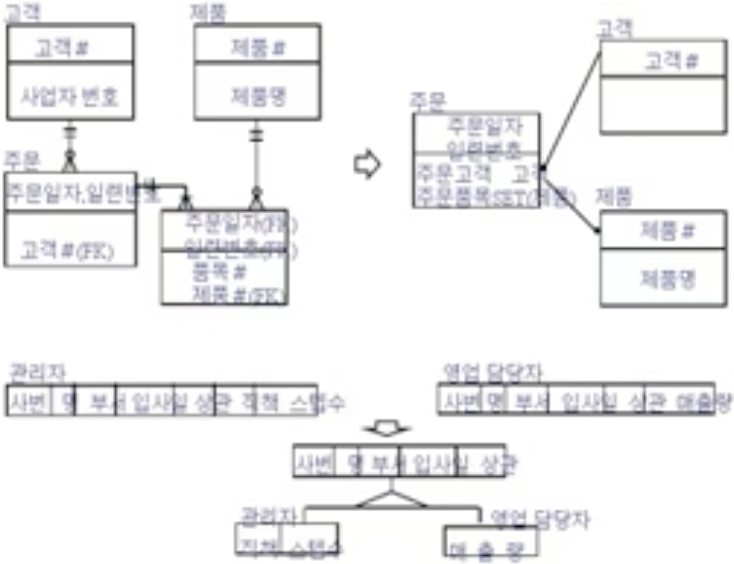 고객
고객#
사업자 번호
제품
제품#
제품명
주문
주문일자,일련번호
고객#(FK)
주문일자(FK)
일련번호(FK)
품목#
제품#(FK)
주문
주문일자
일련번호
주문고객 고객
주문품목SET(제품)
고객
고객#
제품
제품#
제품명
관리자
사번 명 부서 입사일 상관 직책 스텝수
영업 담당자
사번 명 부서 입사일 상관 매출량
사번 명 부서 입사일 상관
관리자
직책 스텝수
영업 담당자
매 출 량